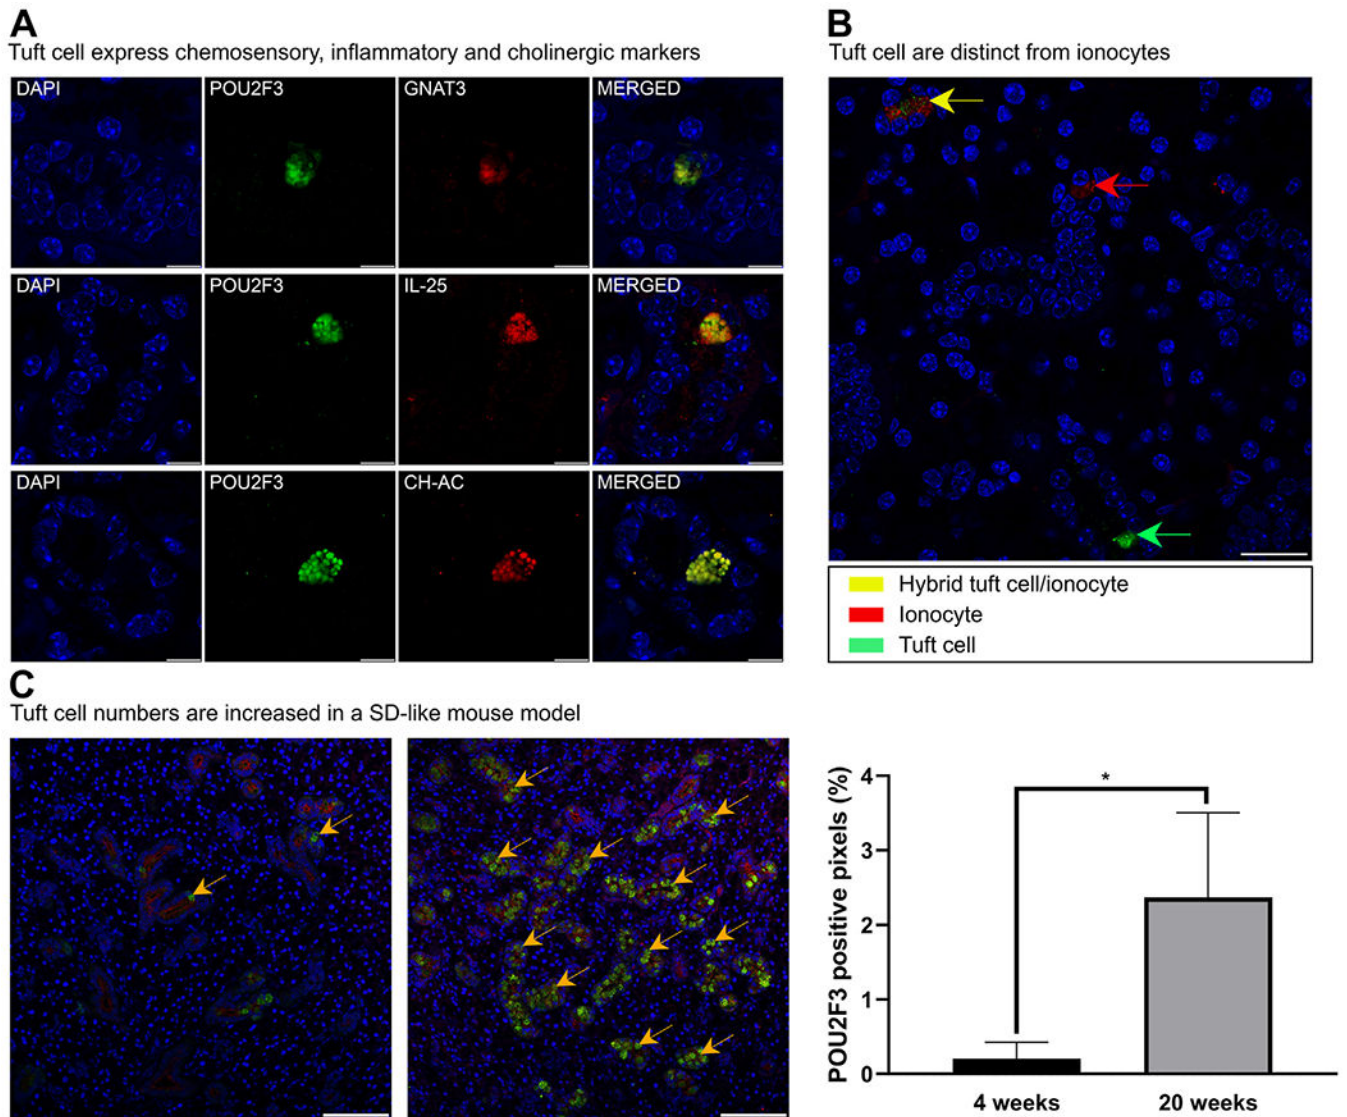 A
Tuft cell express chemosensory, inflammatory and cholinergic markers
DAPI POU2F3 GNAT3 MERGED
DAPI POU2F3 IL-25 MERGED
DAPI POU2F3 CH-AC MERGED
B
Tuft cell are distinct from ionocytes
Hybrid tuft cell/ionocyte
Ionocyte
Tuft cell
C
Tuft cell numbers are increased in a SD-like mouse model
POU2F3 positive pixels (%)
4
3
2
1
0
*
4 weeks 20 weeks